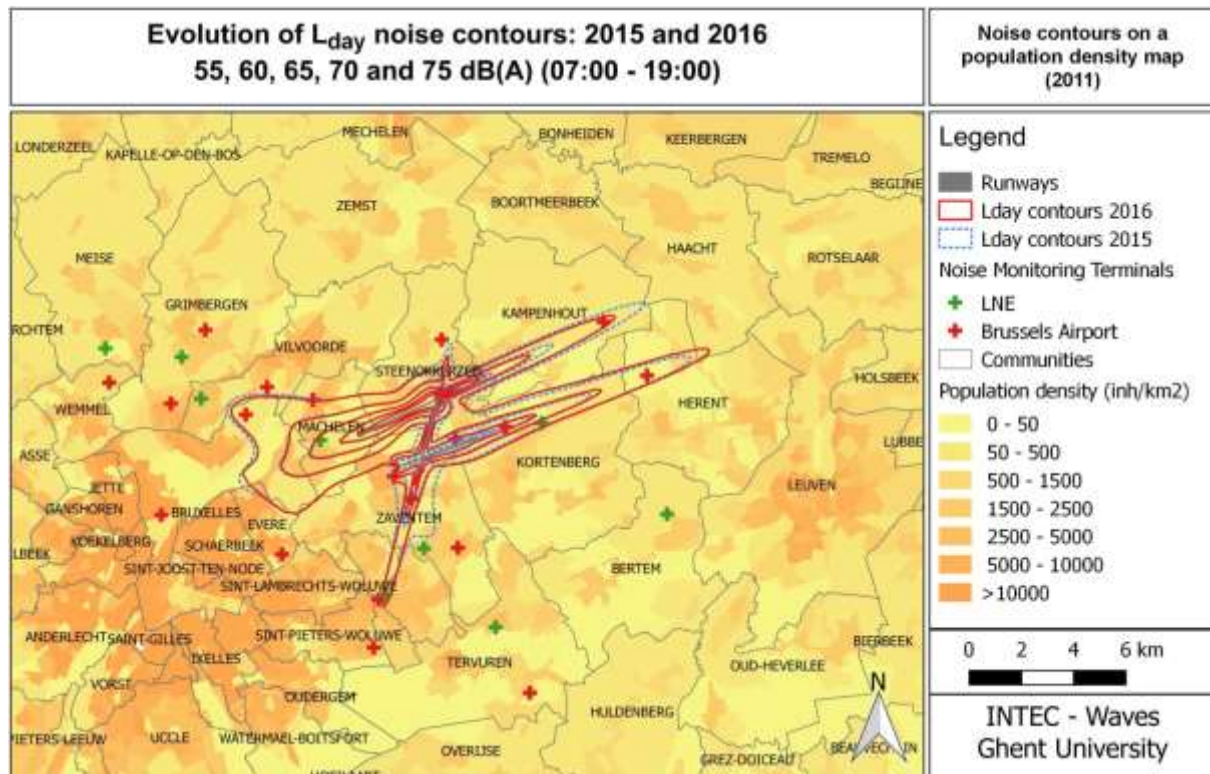 Evolution of Lday noise contours: 2015 and 2016
55, 60, 65, 70 and 75 dB(A) (07:00 - 19:00)
Noise contours on a
population density map
(2011)
LONDERZEEL
KAPELLE-OP-DEN-BOS
MECHELEN
BONHEIDEN
KEERBERGEN
TREMELO
BEGIJNE
ZEMST
BOORTMEERBEEK
HAACHT
ROTSELAAR
MEISE
GRIMBERGEN
KAMPENHOUT
RCHTEM
VILVOORDE
STEENOKKERZEEL
HOLSBEEK
WEMMEL
MACHELEN
HERENT
LUBBE
ASSE
KORTENBERG
JETTE
LEUVEN
GANSHOREN
BRUXELLES
EVERE
ZAVENTEM
KOEKELBERG
SCHAERBEEK
LBEEK
SINT-JOOST-TEN-NODE
SINT-LAMBRECHTS-WOLUWE
BERTEM
ANDERLECHT
SAINT-GILLES
SINT-PIETERS-WOLUWE
BIERBEEK
IXELLES
TERVUREN
OUD-HEVERLEE
VORST
OUDERGEM
HULDENBERG
PIETERS-LEEUW
UCCLE
WATERMAEL-BOITSFORT
OVERIJSE
GREZ-DOICEAU
N
Legend
Runways
Lday contours 2016
Lday contours 2015
Noise Monitoring Terminals
LNE
Brussels Airport
Communities
Population density (inh/km2)
0 - 50
50 - 500
500 - 1500
1500 - 2500
2500 - 5000
5000 - 10000
>10000
0 2 4 6 km
INTEC - Waves
Ghent University